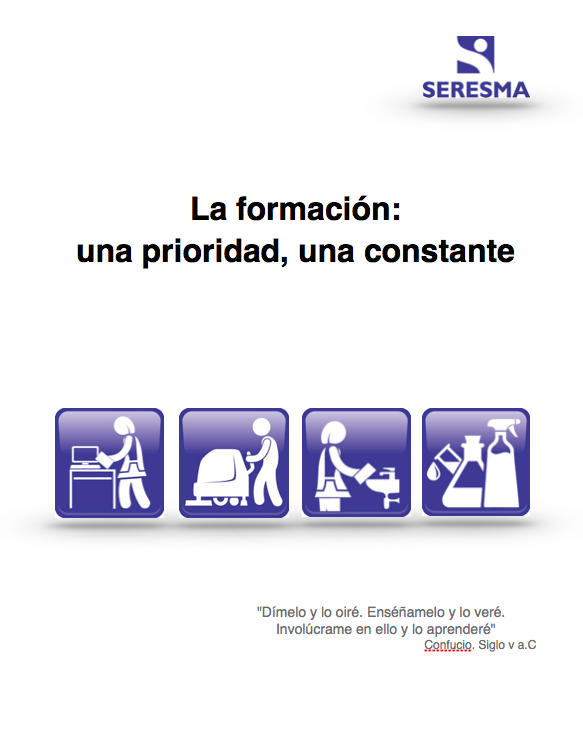 SERESMA
La formación:
una prioridad, una constante
"Dímelo y lo oiré. Enséñamelo y lo veré.
Involúcrame en ello y lo aprenderé"
Confucio. Siglo v a.C